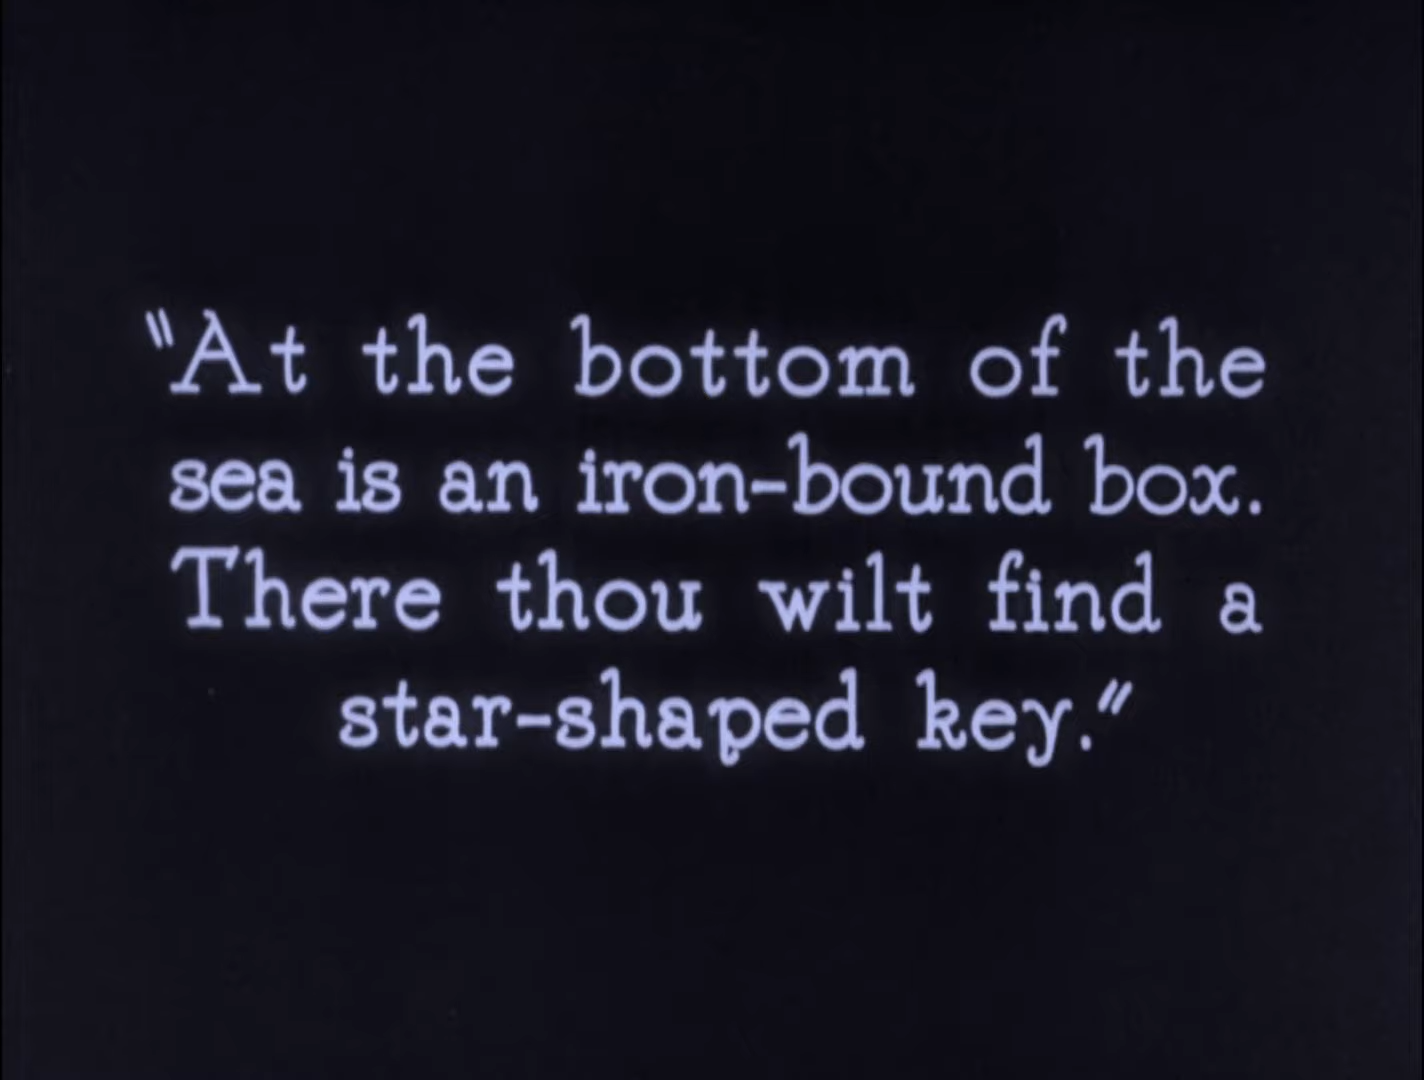 "At the bottom of the
sea is an iron-bound box.
There thou wilt find a
star-shaped key."